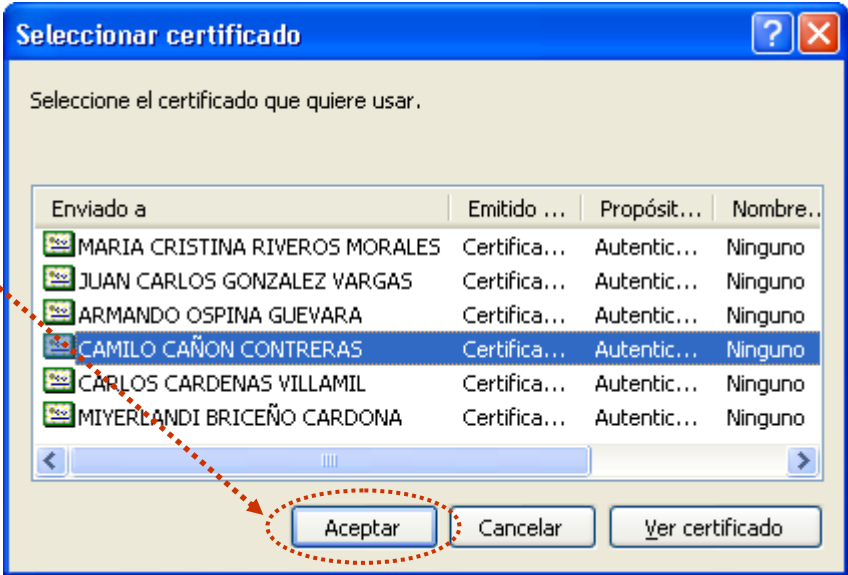 Seleccionar certificado
Seleccione el certificado que quiere usar.
Enviado a Emitido ... Propósit... Nombre..
MARIA CRISTINA RIVEROS MORALES Certifica... Autentic... Ninguno
JUAN CARLOS GONZALEZ VARGAS Certifica... Autentic... Ninguno
ARMANDO OSPINA GUEVARA Certifica... Autentic... Ninguno
CAMILO CAÑON CONTRERAS Certifica... Autentic... Ninguno
CARLOS CARDENAS VILLAMIL Certifica... Autentic... Ninguno
MIYERLANDI BRICEÑO CARDONA Certifica... Autentic... Ninguno
Aceptar Cancelar Ver certificado